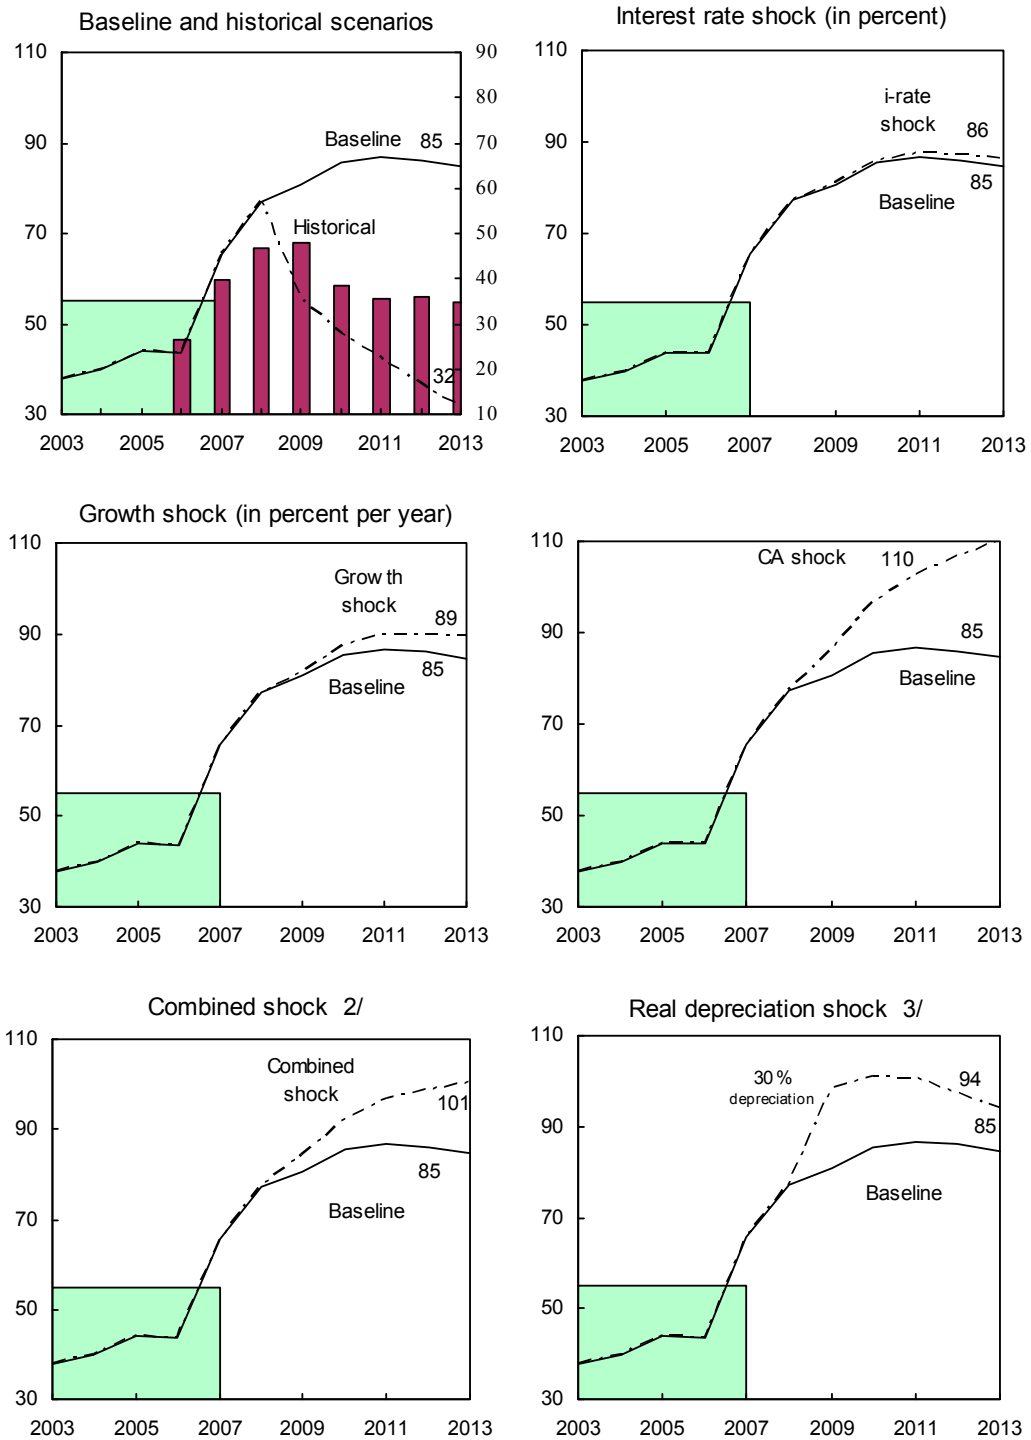 Baseline and historical scenarios
110
90
70
50
30
90
80
70
60
50
40
30
20
10
Baseline 85
Historical
32
2003 2005 2007 2009 2011 2013
Interest rate shock (in percent)
110
90
70
50
30
i-rate
shock
86
85
Baseline
2003 2005 2007 2009 2011 2013
Growth shock (in percent per year)
110
90
70
50
30
Growth
shock
89
85
Baseline
2003 2005 2007 2009 2011 2013
110
90
70
50
30
CA shock 110
85
Baseline
2003 2005 2007 2009 2011 2013
Combined shock 2/
110
90
70
50
30
Combined
shock
101
85
Baseline
2003 2005 2007 2009 2011 2013
Real depreciation shock 3/
110
90
70
50
30
30%
depreciation
94
85
Baseline
2003 2005 2007 2009 2011 2013